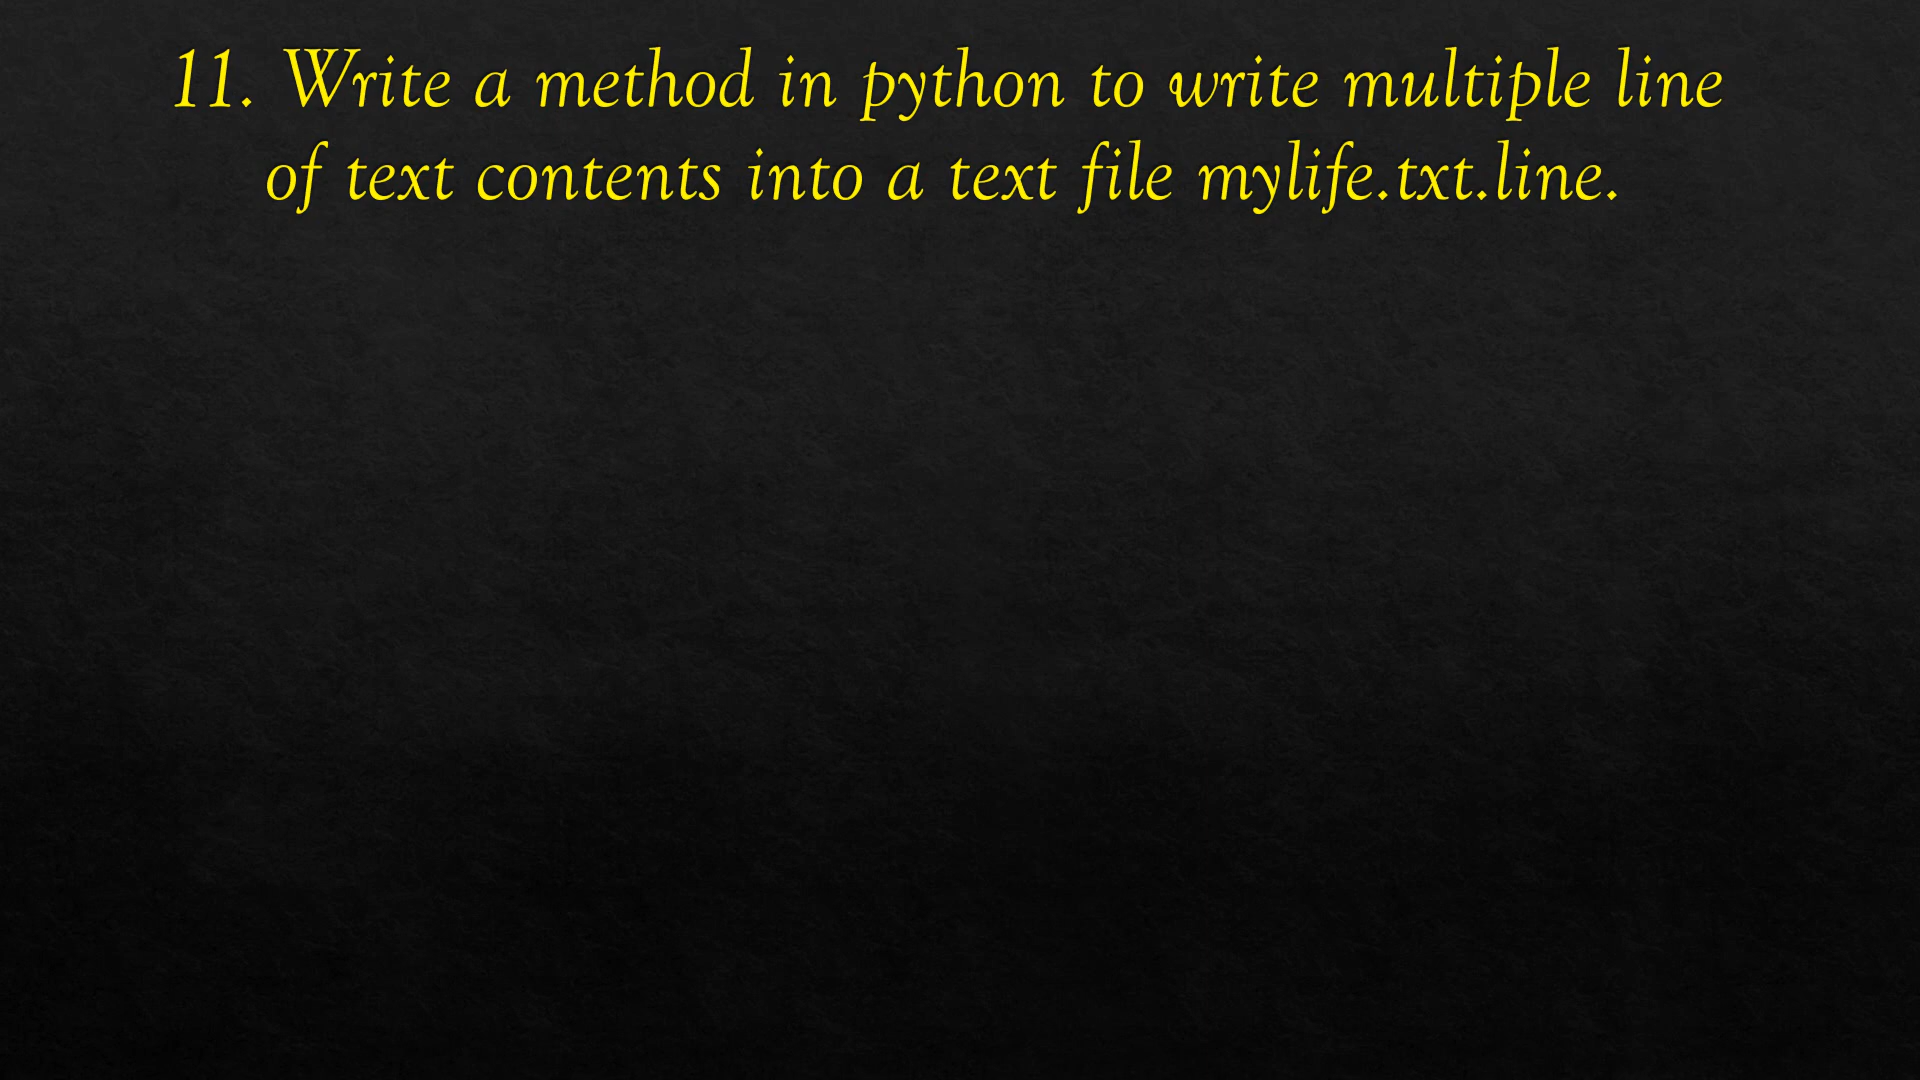 11. Write a method in python to write multiple line
of text contents into a text file mylife.txt.line.